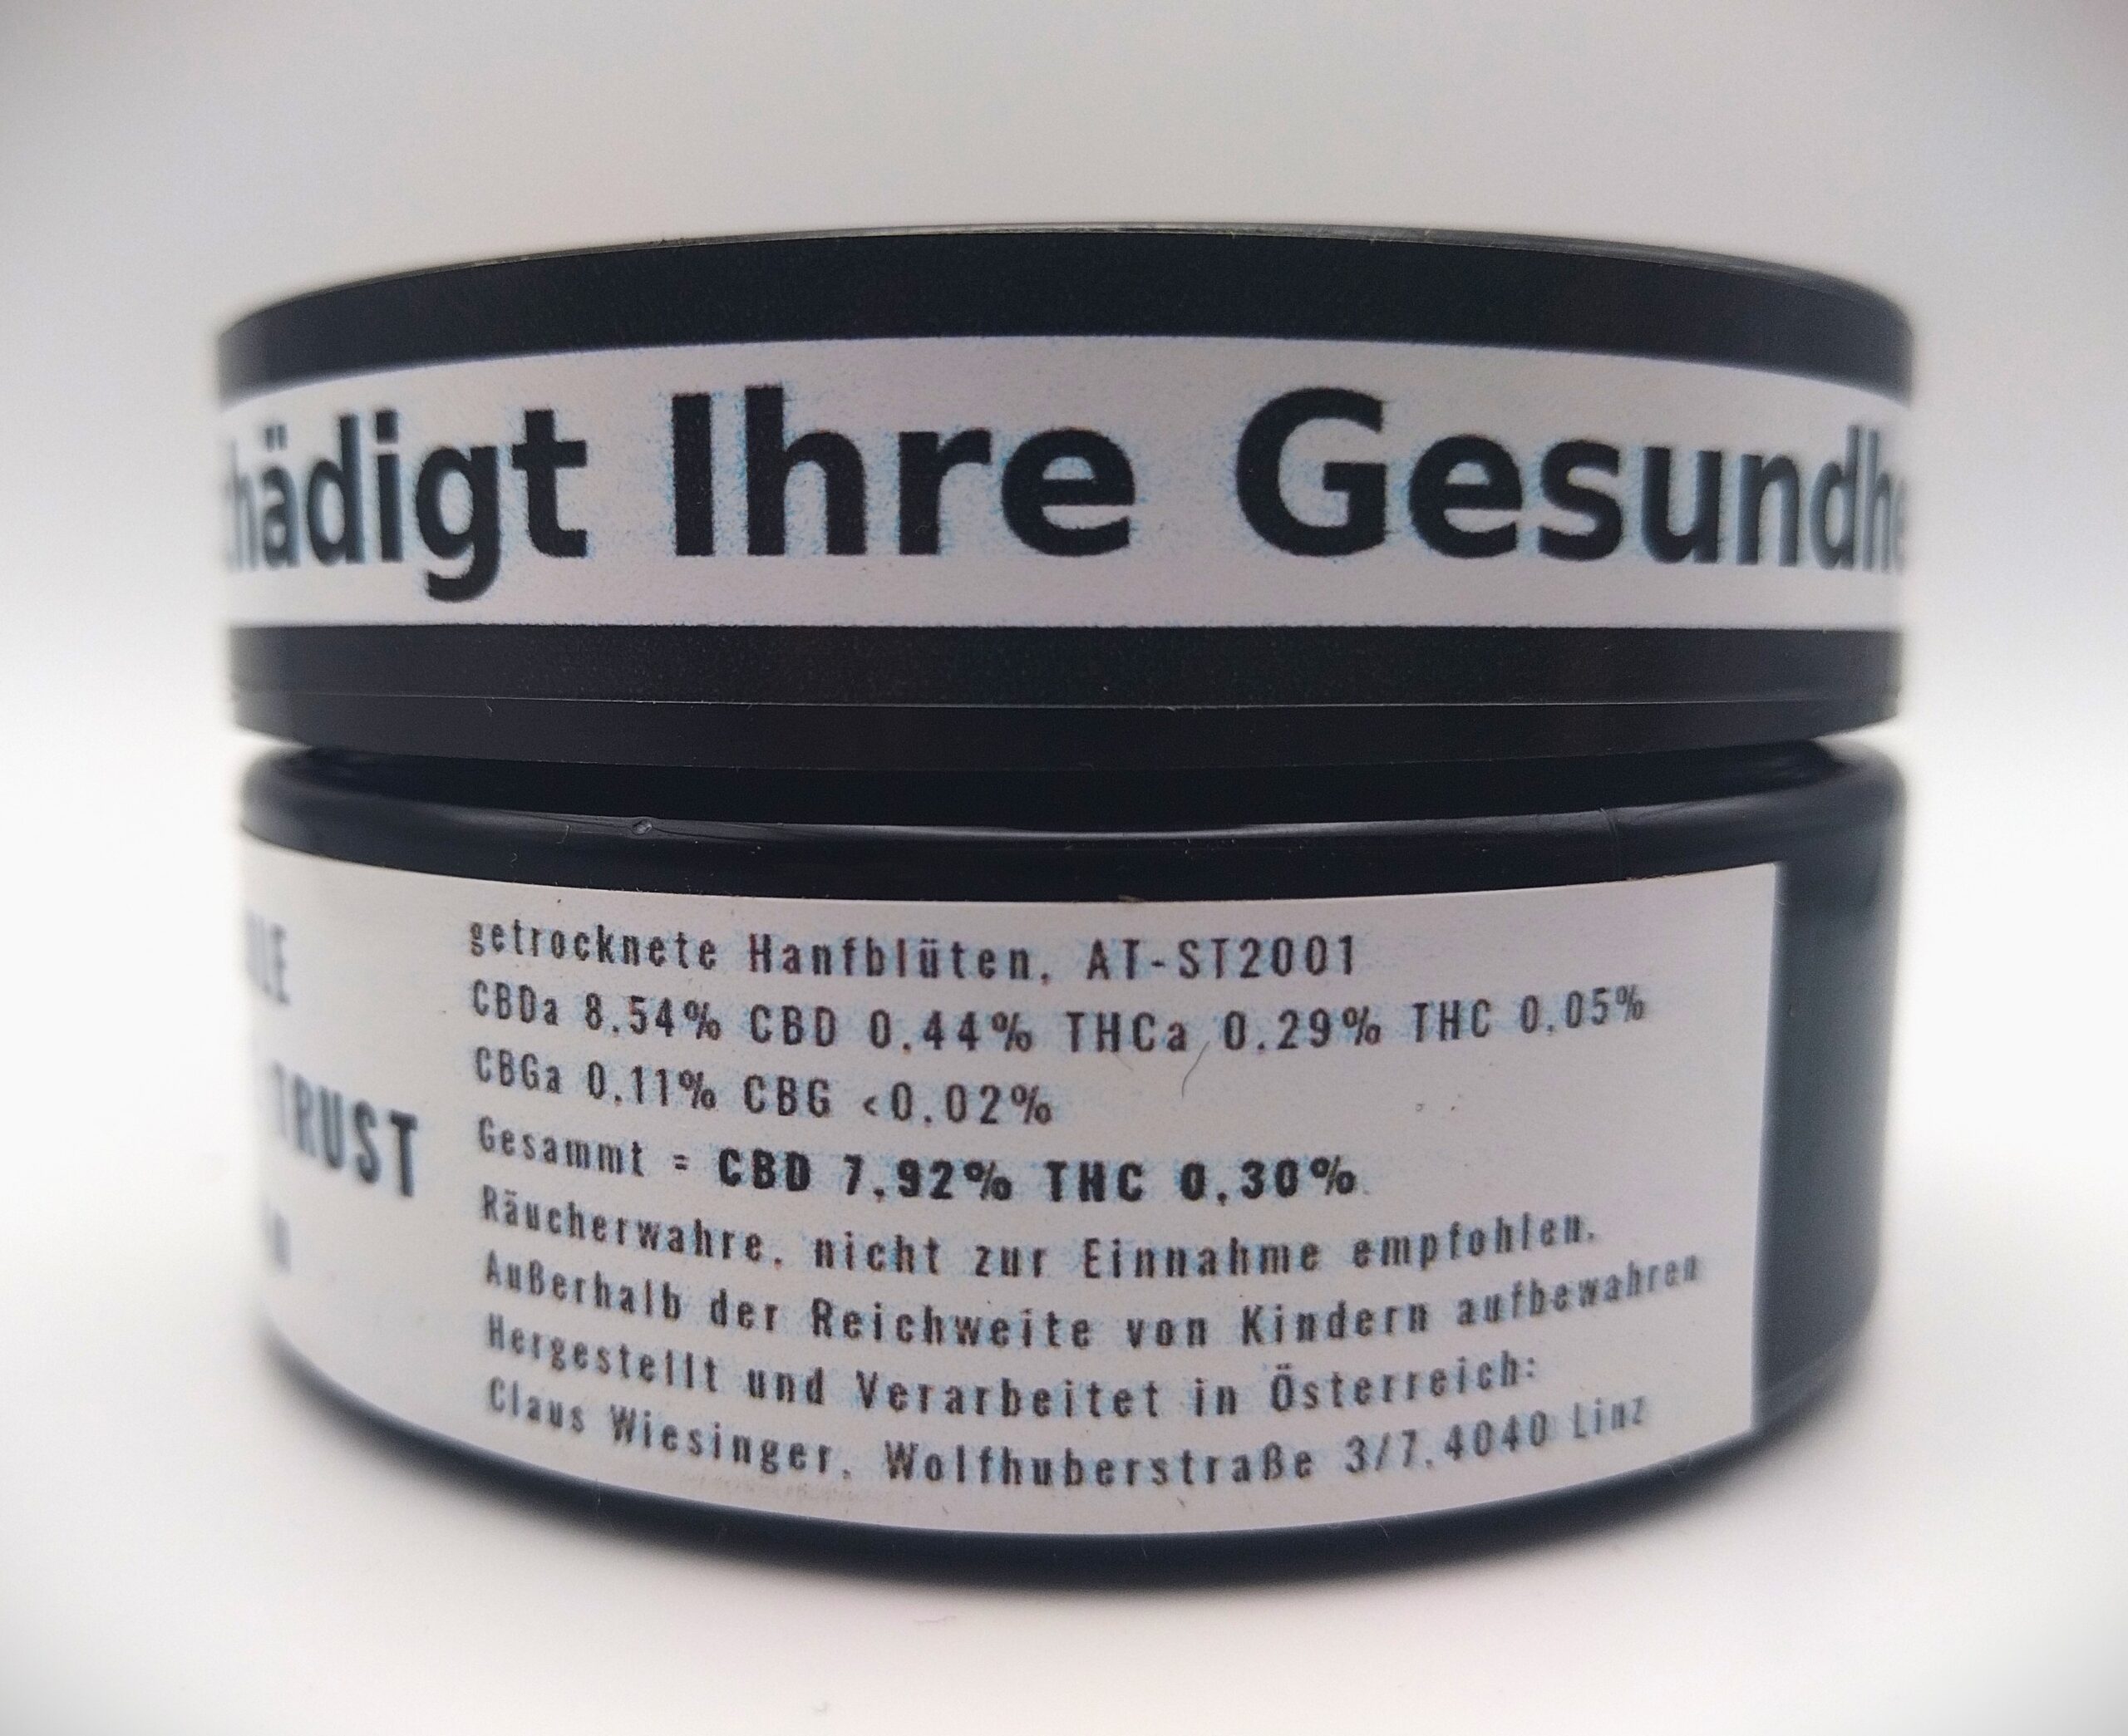 schädigt Ihre Gesundhe
TRUST
getrocknete Hanfblüten, AT-ST2001
CBDa 8,54% CBD 0,44% THCa 0,29% THC 0,05%
CBGa 0,11% CBG <0,02%
Gesammt = CBD 7,92% THC 0,30%
Räucherwahre, nicht zur Einnahme empfohlen,
Außerhalb der Reichweite von Kindern aufbewahren
Hergestellt und Verarbeitet in Österreich:
Claus Wiesinger, Wolfhuberstraße 3/7,4040 Linz